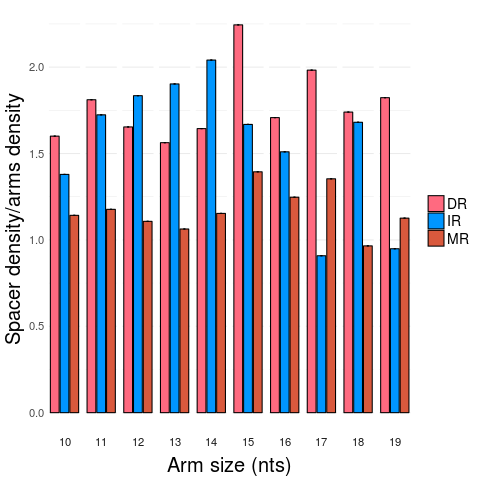 Spacer density/arms density
2.0
1.5
1.0
0.5
0.0
10 11 12 13 14 15 16 17 18 19
Arm size (nts)
DR
IR
MR